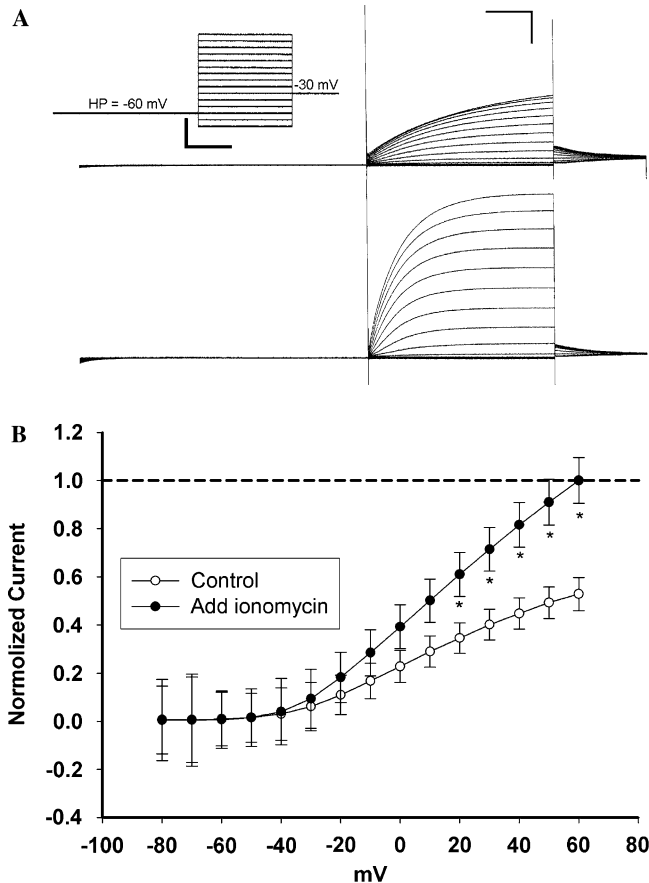 A
-30 mV
HP = -60 mV
B
1.2
1.0
0.8
0.6
0.4
0.2
0.0
-0.2
-0.4
Normolized Current
Control
Add ionomycin
* * * * *
-100 -80 -60 -40 -20 0 20 40 60 80
mV